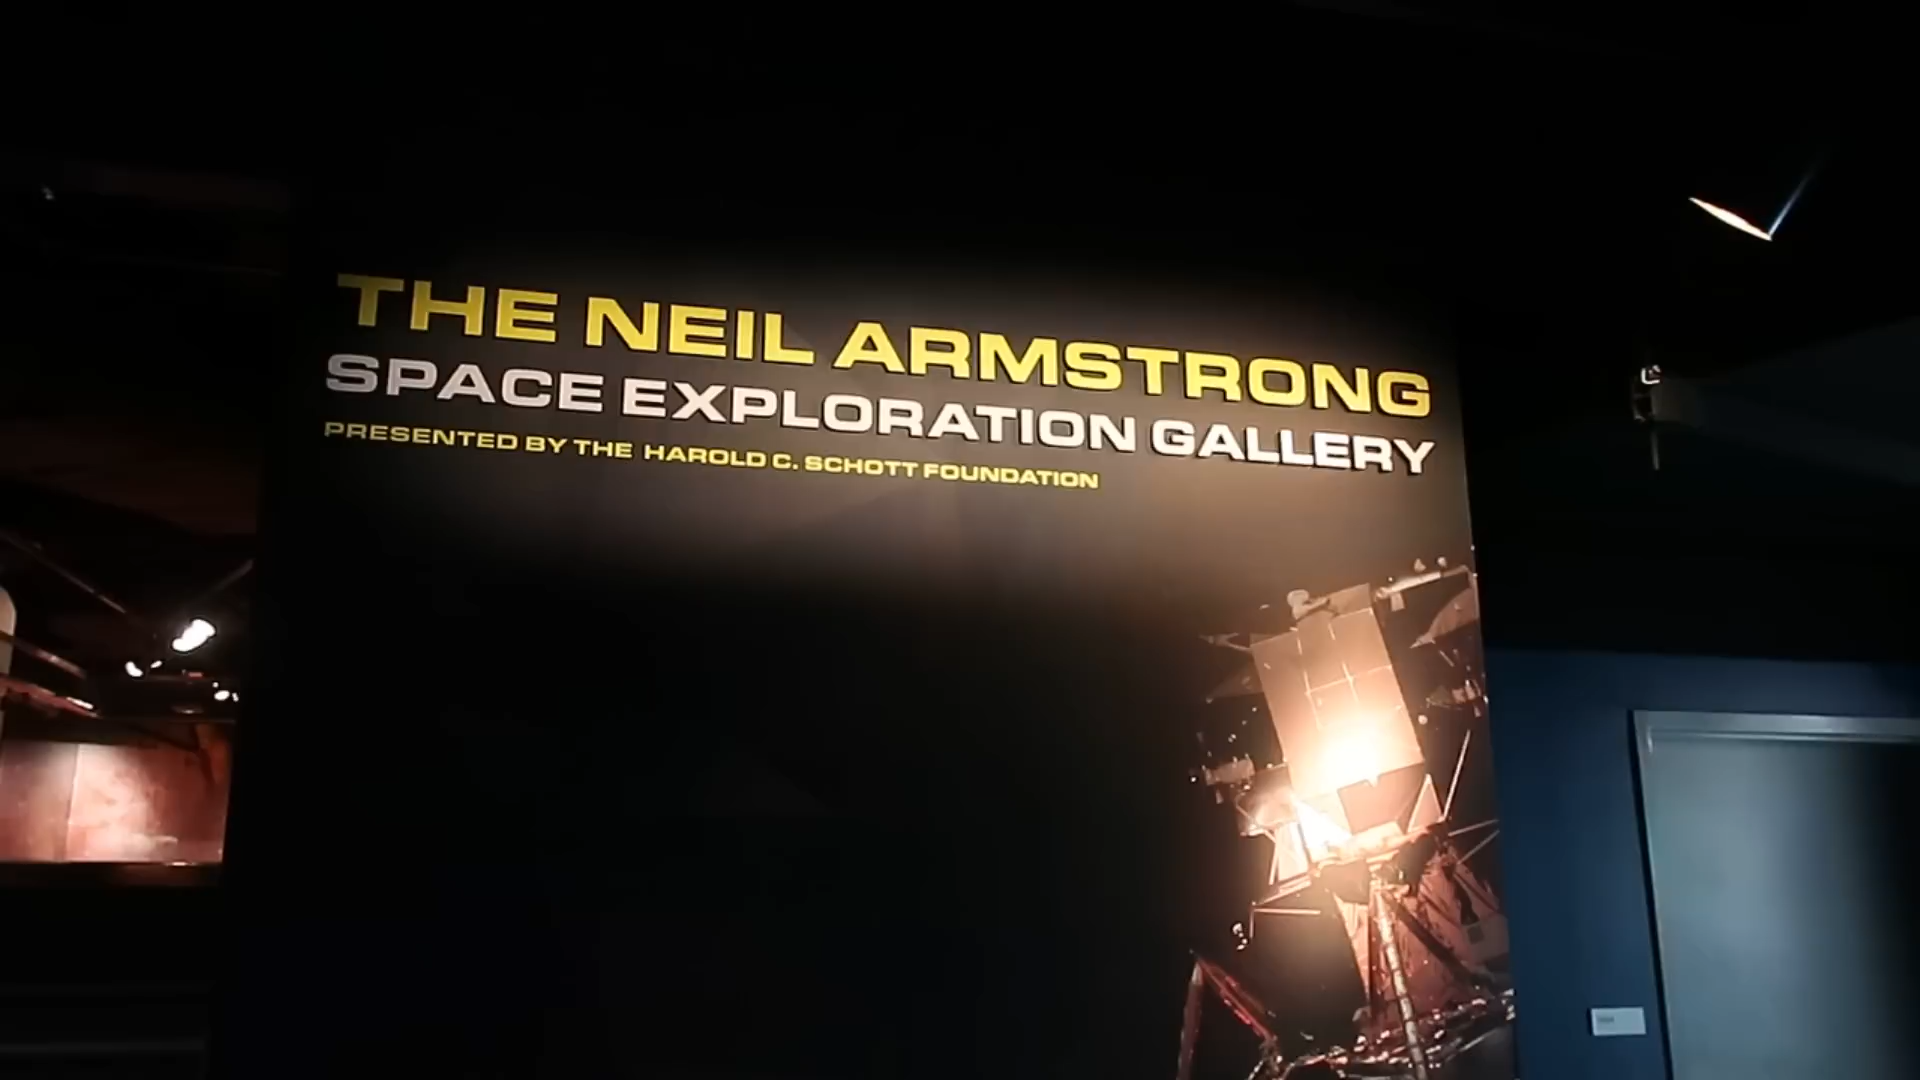 THE NEIL ARMSTRONG
SPACE EXPLORATION GALLERY
PRESENTED BY THE HAROLD C. SCHOTT FOUNDATION